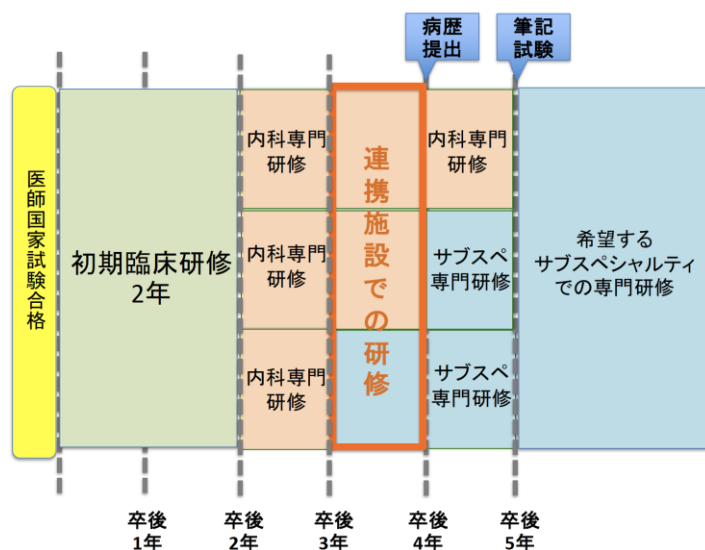 病歴
提出
筆記
試験
医師国家試験合格
初期臨床研修
2年
内科専門
研修
内科専門
研修
内科専門
研修
連携施設での研修
内科専門
研修
サブスペ
専門研修
サブスペ
専門研修
希望する
サブスペシャルティ
での専門研修
卒後
1年
卒後
2年
卒後
3年
卒後
4年
卒後
5年